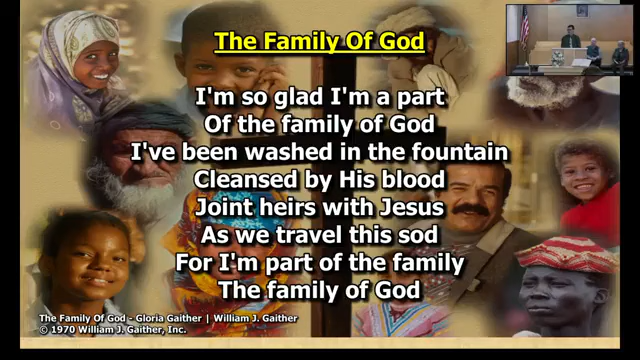 The Family Of God
I'm so glad I'm a part
Of the family of God
I've been washed in the fountain
Cleansed by His blood
Joint heirs with Jesus
As we travel this sod
For I'm part of the family
The family of God
The Family Of God - Gloria Gaither | William J. Gaither
© 1970 William J. Gaither, Inc.